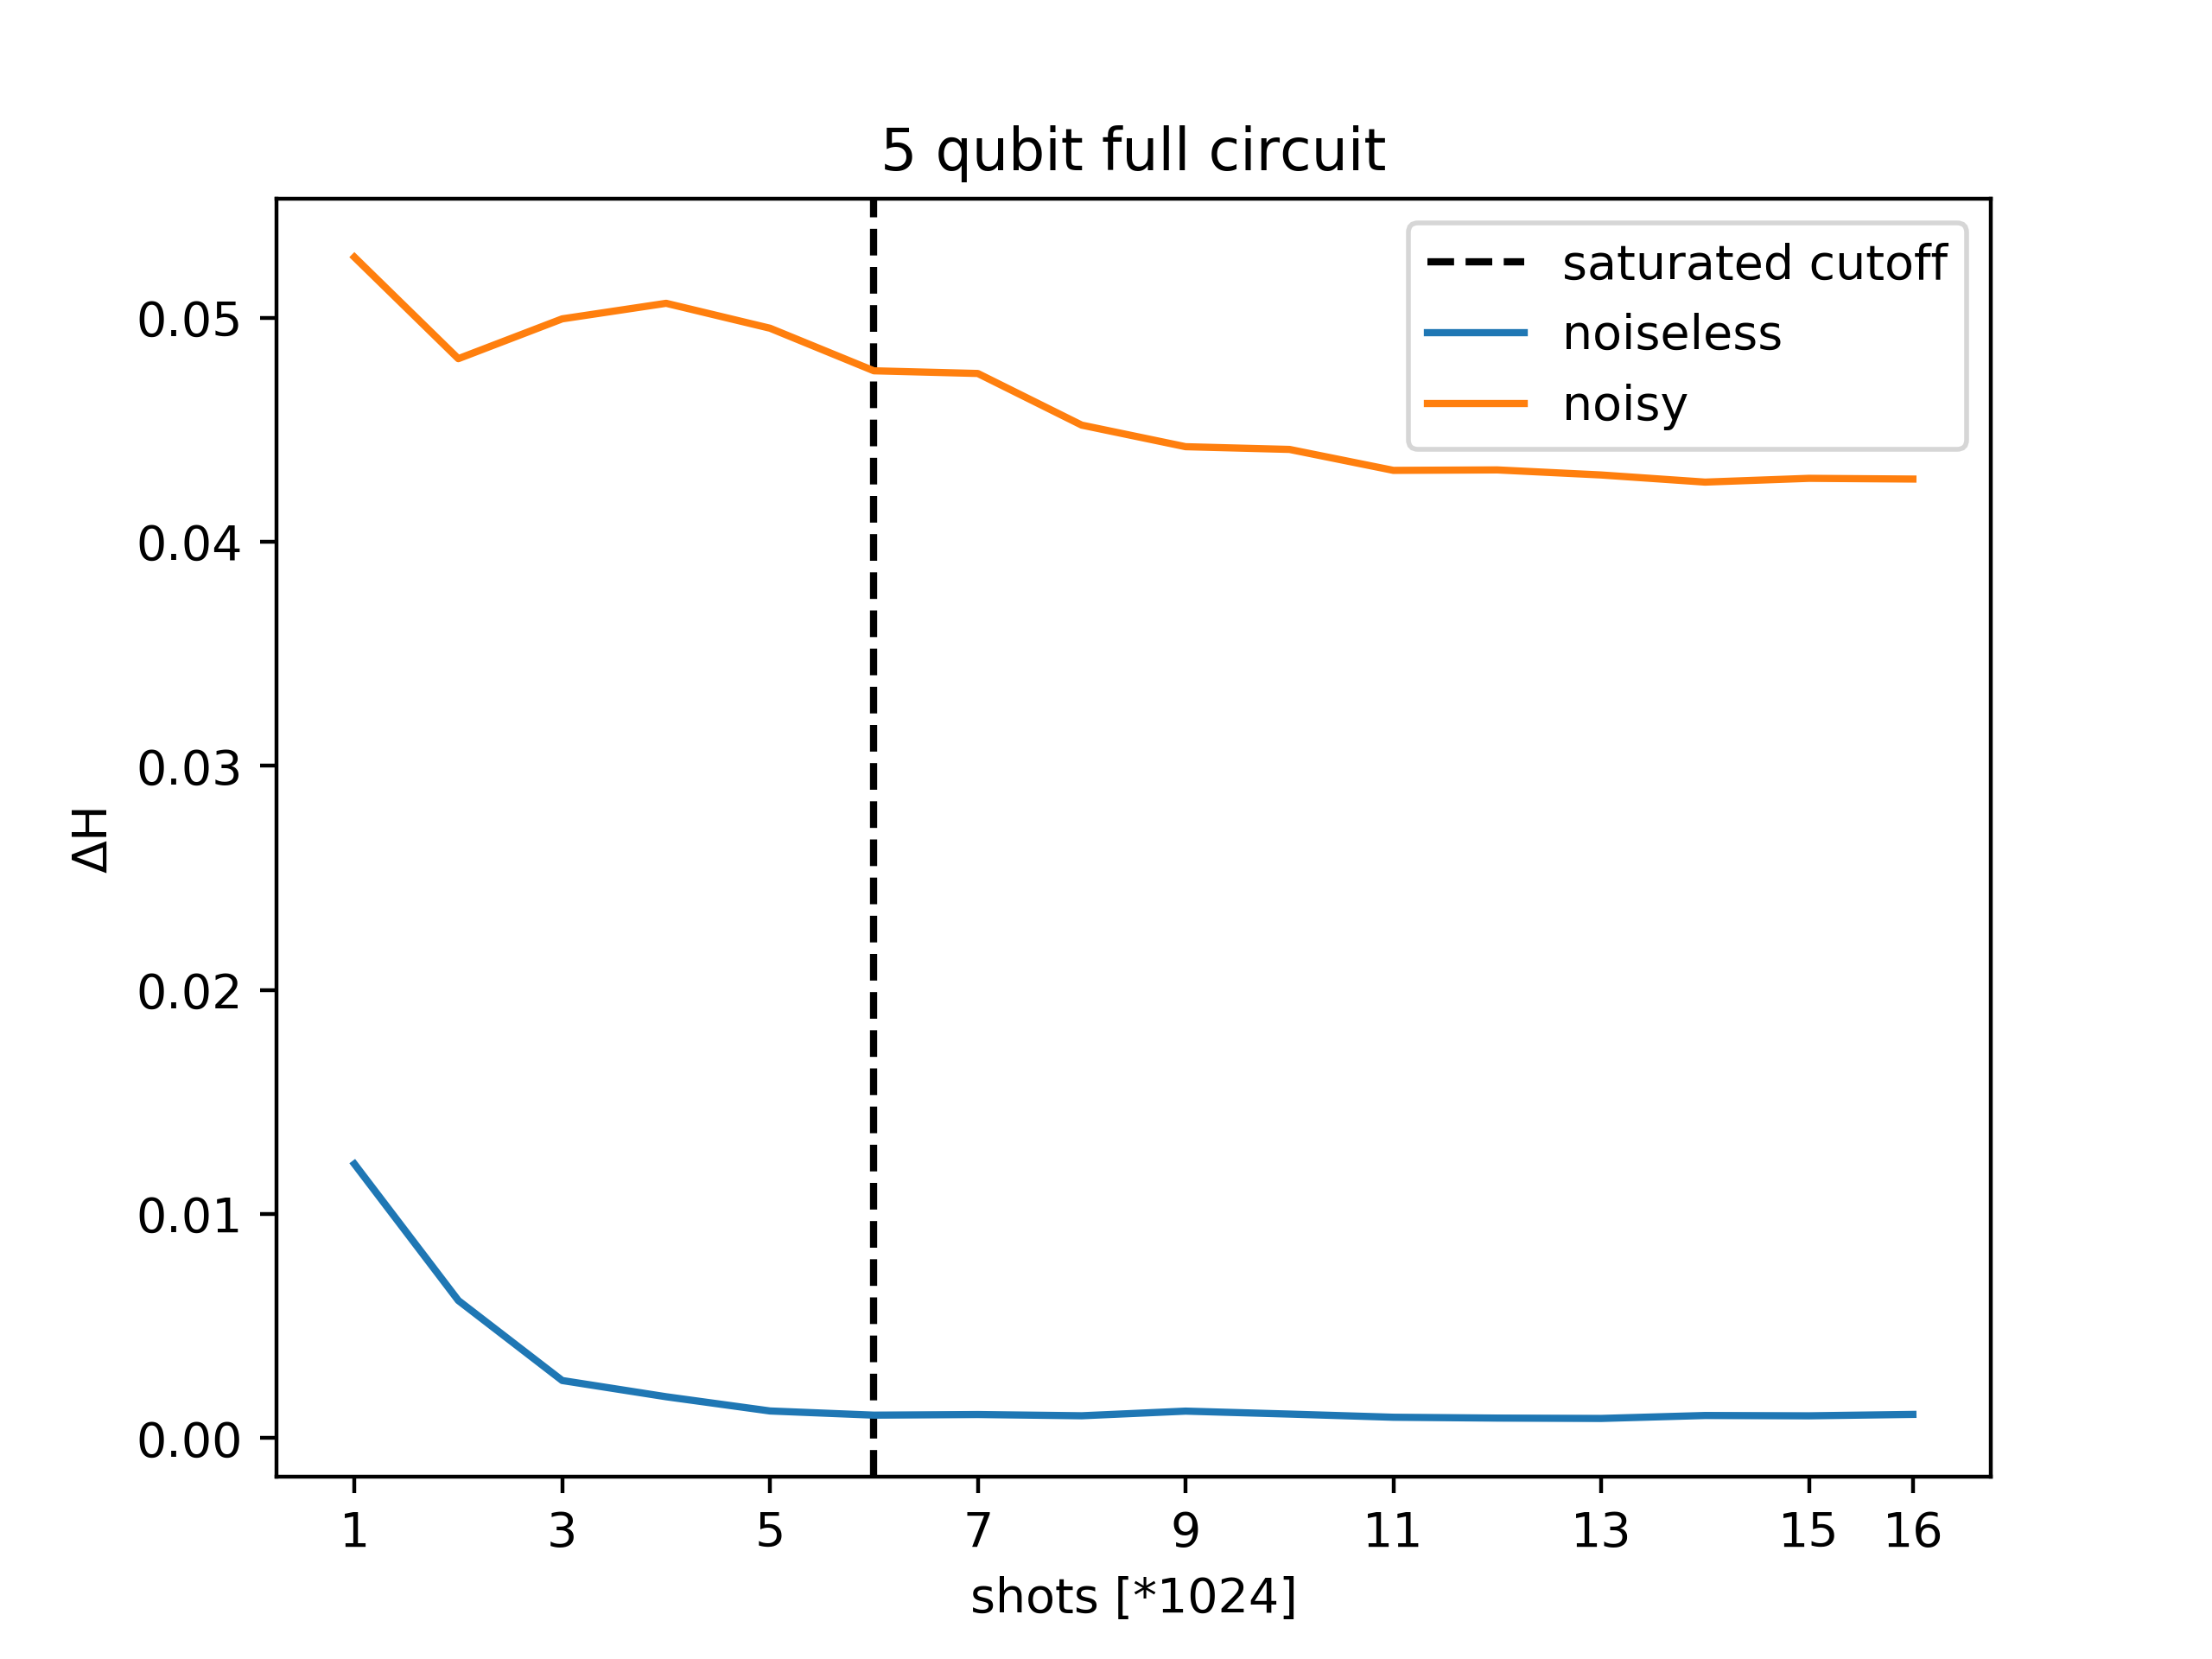 5 qubit full circuit
saturated cutoff
noiseless
noisy
0.05
0.04
0.03
0.02
0.01
0.00
ΔH
1 3 5 7 9 11 13 15 16
shots [*1024]